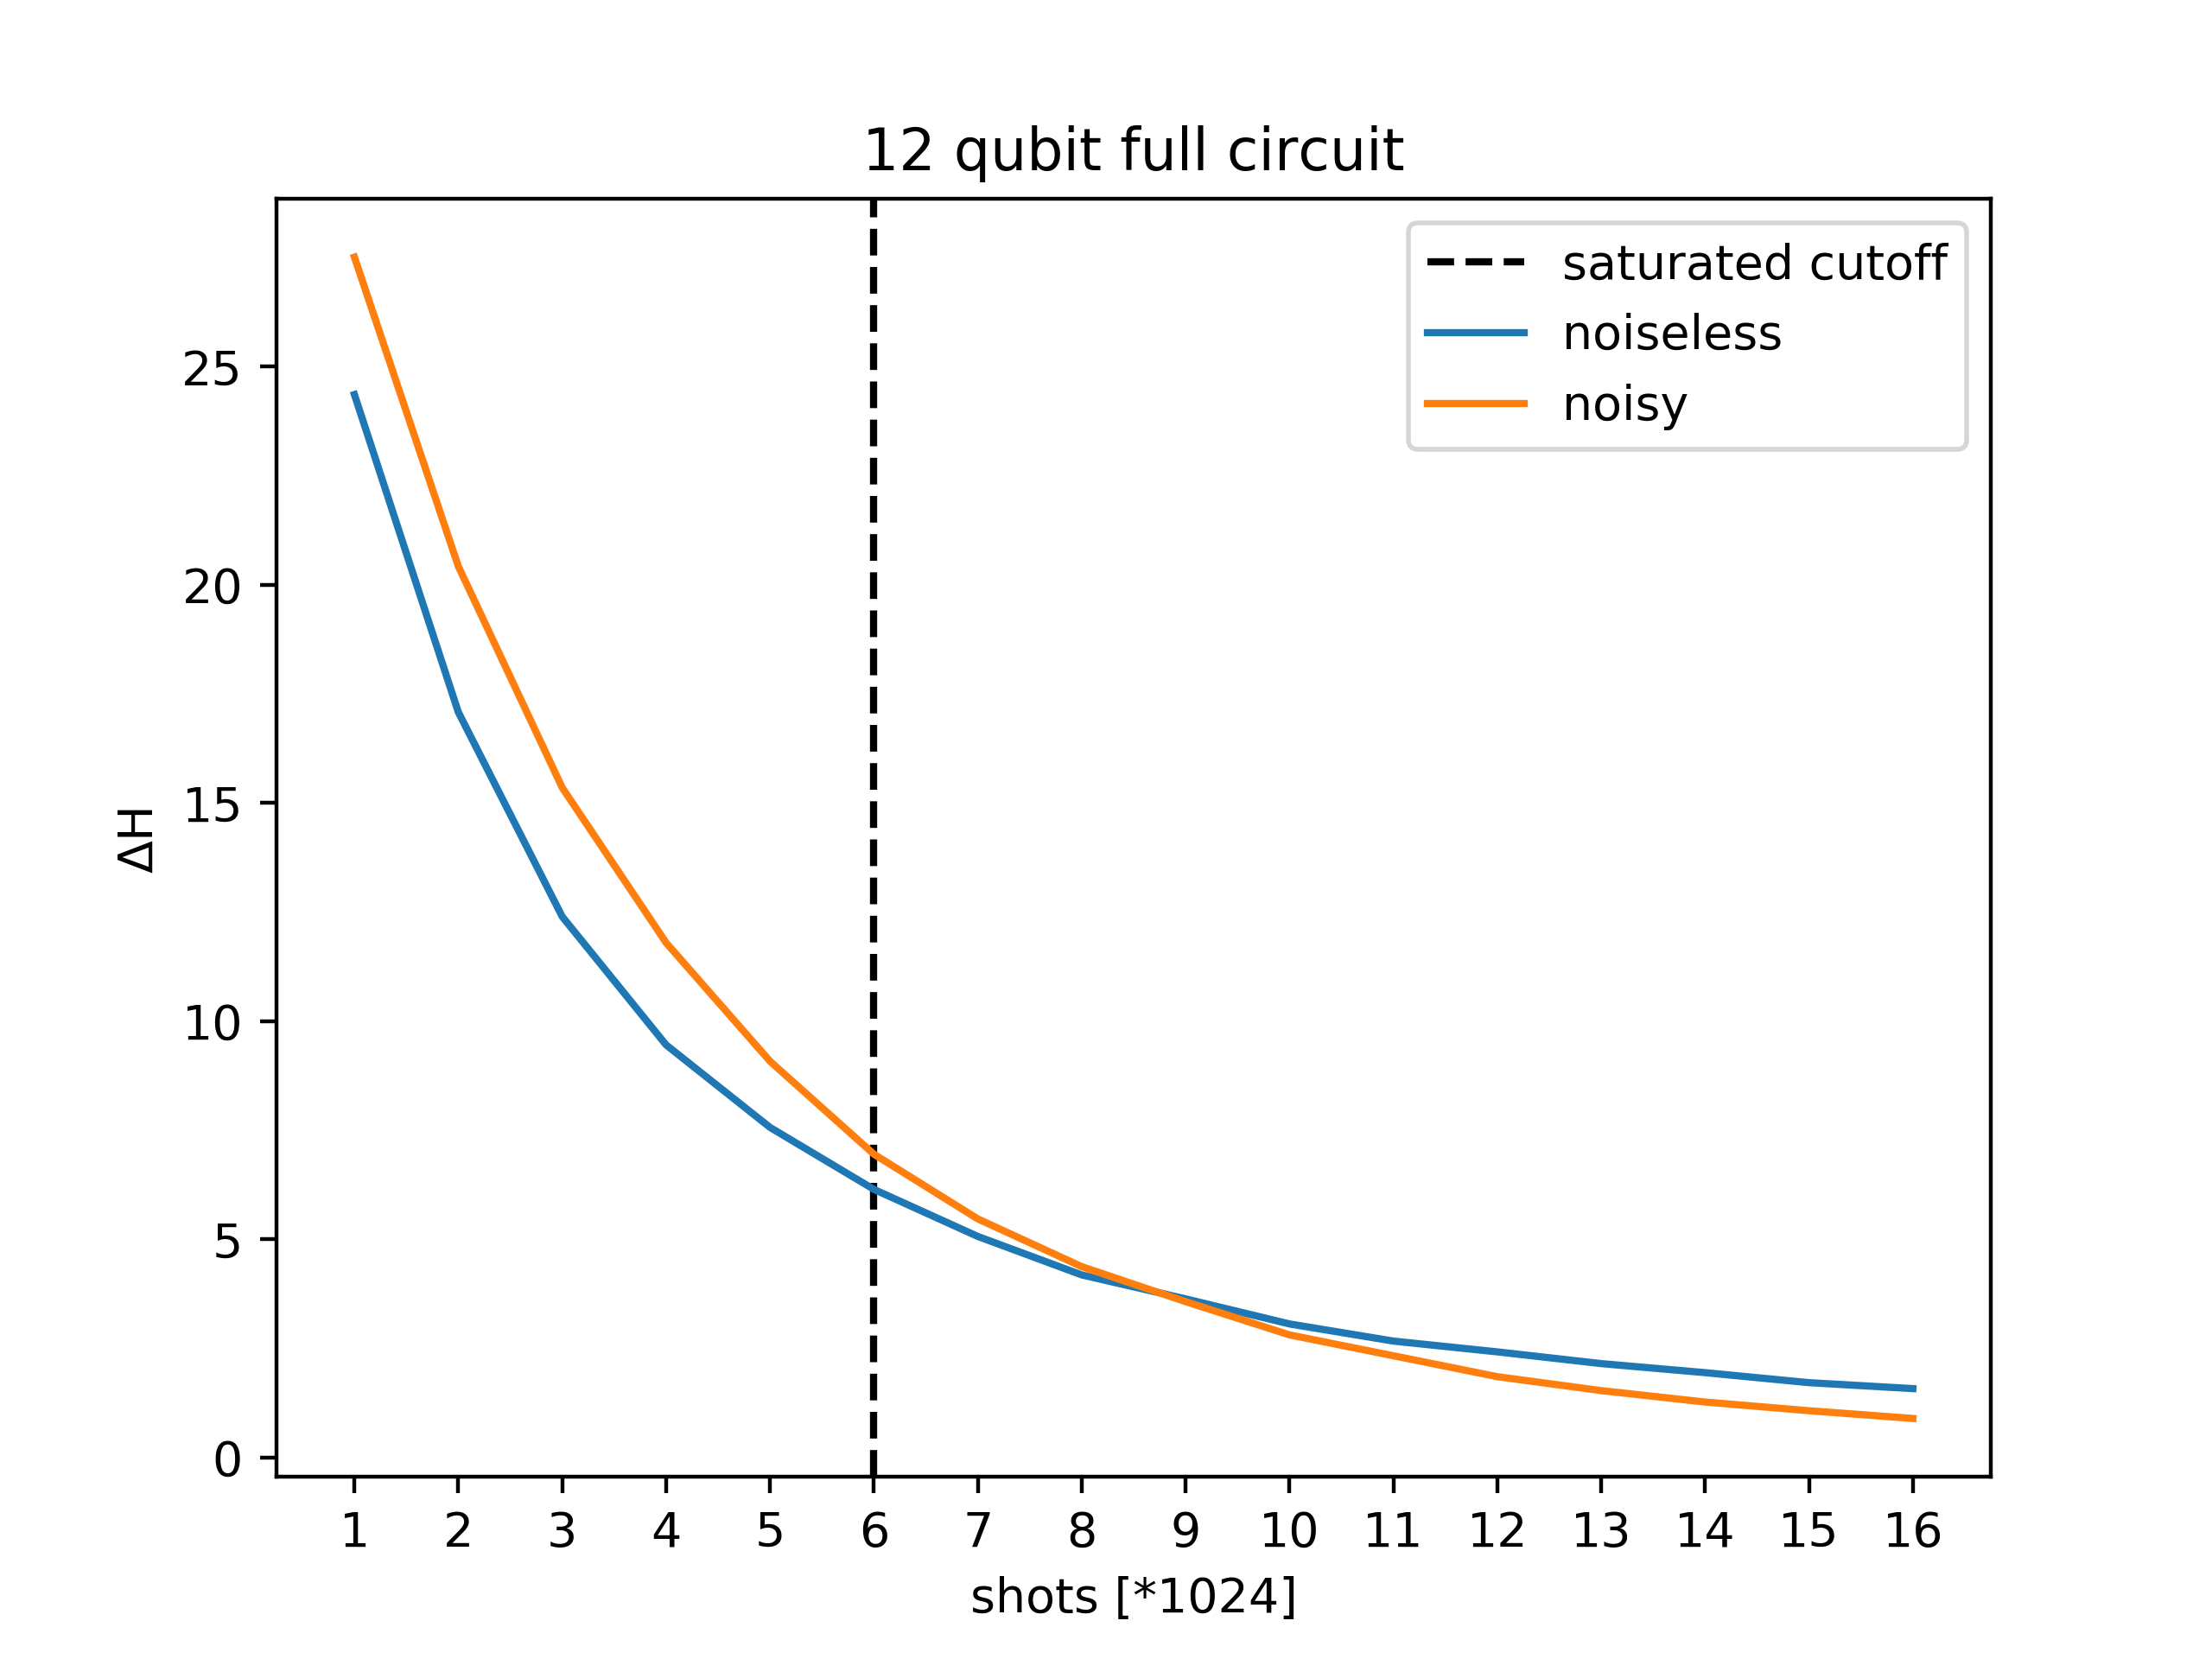 12 qubit full circuit
saturated cutoff
noiseless
noisy
25
20
15
10
5
0
ΔH
1 2 3 4 5 6 7 8 9 10 11 12 13 14 15 16
shots [*1024]